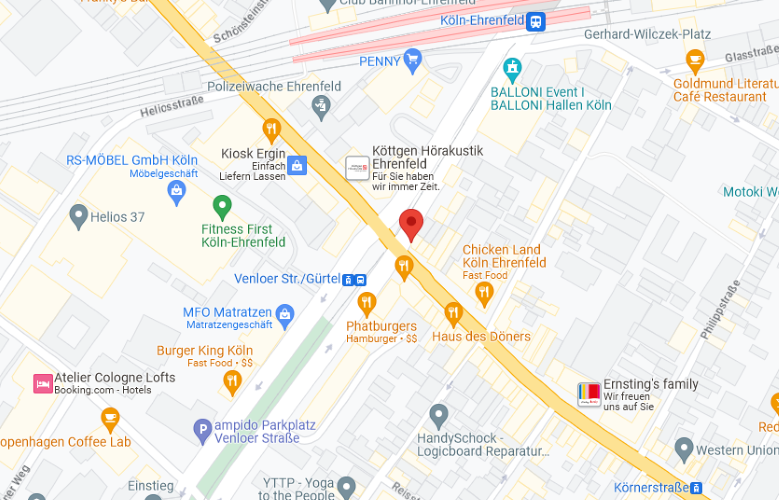 Club Bahnhof-Ehrenfeld
Schönsteinstr
Köln-Ehrenfeld
Gerhard-Wilczek-Platz
PENNY
Glasstraße
Polizeiwache Ehrenfeld
BALLONI Event I
BALLONI Hallen Köln
Goldmund Literatu
Café Restaurant
Heliosstraße
Kiosk Ergin
Einfach
Liefern Lassen
Köttgen Hörakustik
Ehrenfeld
Für Sie haben
wir immer Zeit.
RS-MÖBEL GmbH Köln
Möbelgeschäft
Motoki Wo
Helios 37
Fitness First
Köln-Ehrenfeld
Chicken Land
Köln Ehrenfeld
Fast Food
Venloer Str./Gürtel
MFO Matratzen
Matratzengeschäft
Phatburgers
Hamburger • $$
Haus des Döners
Philippstraße
Burger King Köln
Fast Food • $$
Atelier Cologne Lofts
Booking.com - Hotels
Ernsting's family
Wir freuen
uns auf Sie
ampido Parkplatz
Venloer Straße
openhagen Coffee Lab
HandySchock -
Logicboard Reparatur...
Red
Western Union
ner Weg
Einstieg
YTTP - Yoga
to the People
Körnerstraße